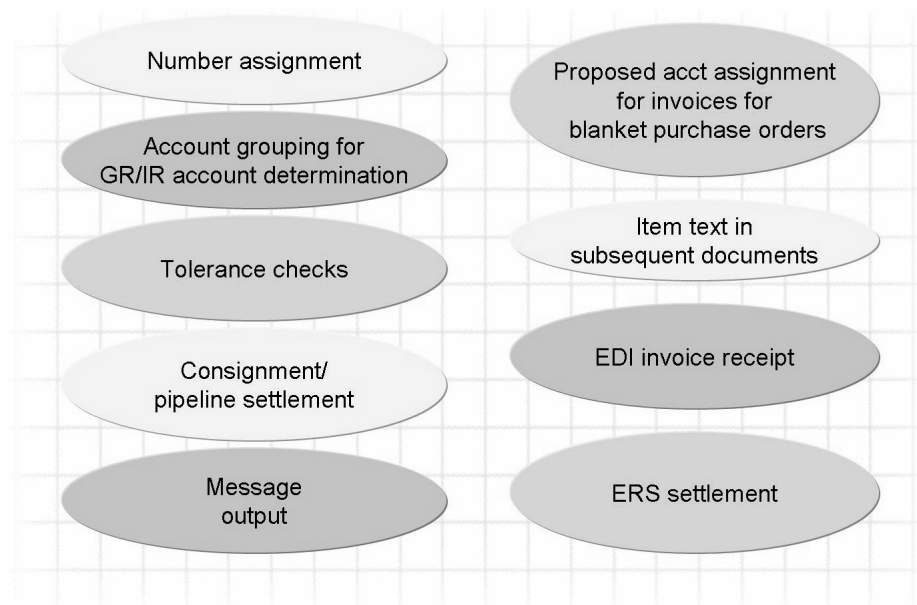 Number assignment
Account grouping for
GR/IR account determination
Tolerance checks
Consignment/
pipeline settlement
Message
output
Proposed acct assignment
for invoices for
blanket purchase orders
Item text in
subsequent documents
EDI invoice receipt
ERS settlement